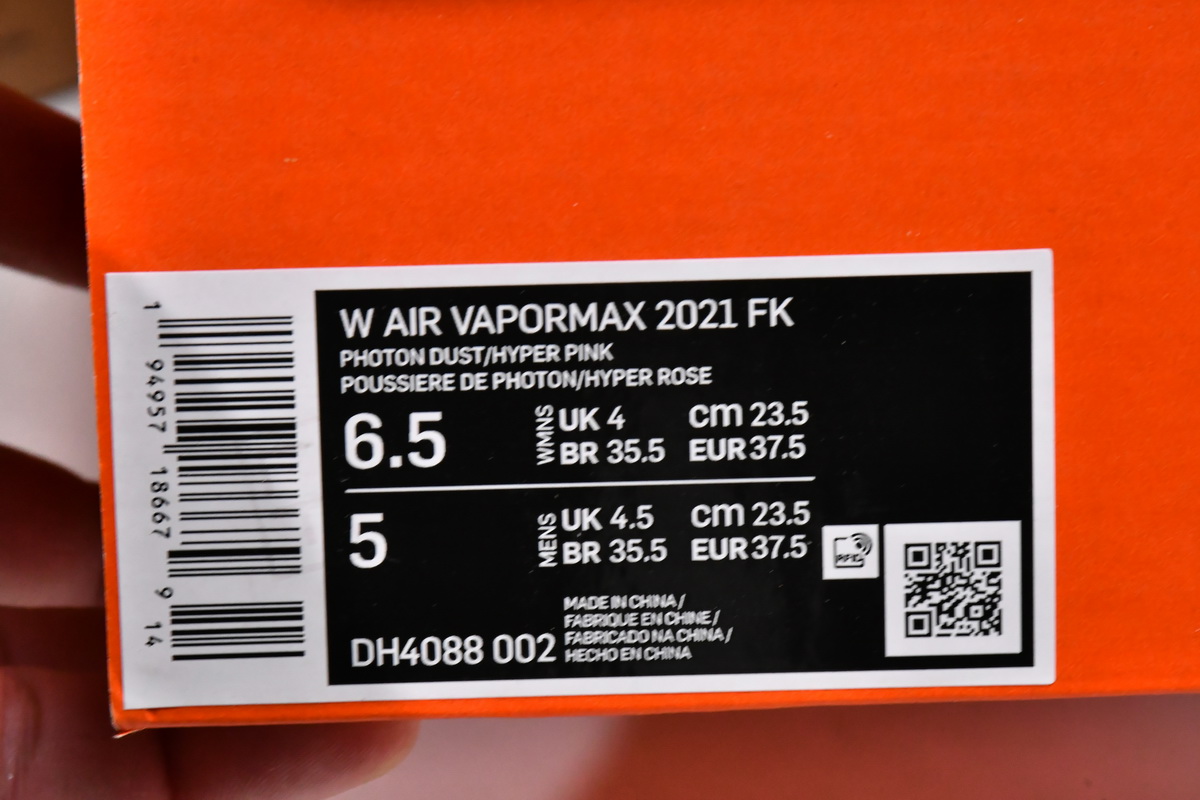 W AIR VAPORMAX 2021 FK
PHOTON DUST/HYPER PINK
POUSSIERE DE PHOTON/HYPER ROSE
6.5 WMNS UK 4 cm 23.5
BR 35.5 EUR 37.5
5 MENS UK 4.5 cm 23.5
BR 35.5 EUR 37.5
RFID
DH4088 002
MADE IN CHINA /
FABRIQUE EN CHINE /
FABRICADO NA CHINA /
HECHO EN CHINA
1 94957 18667 9 14